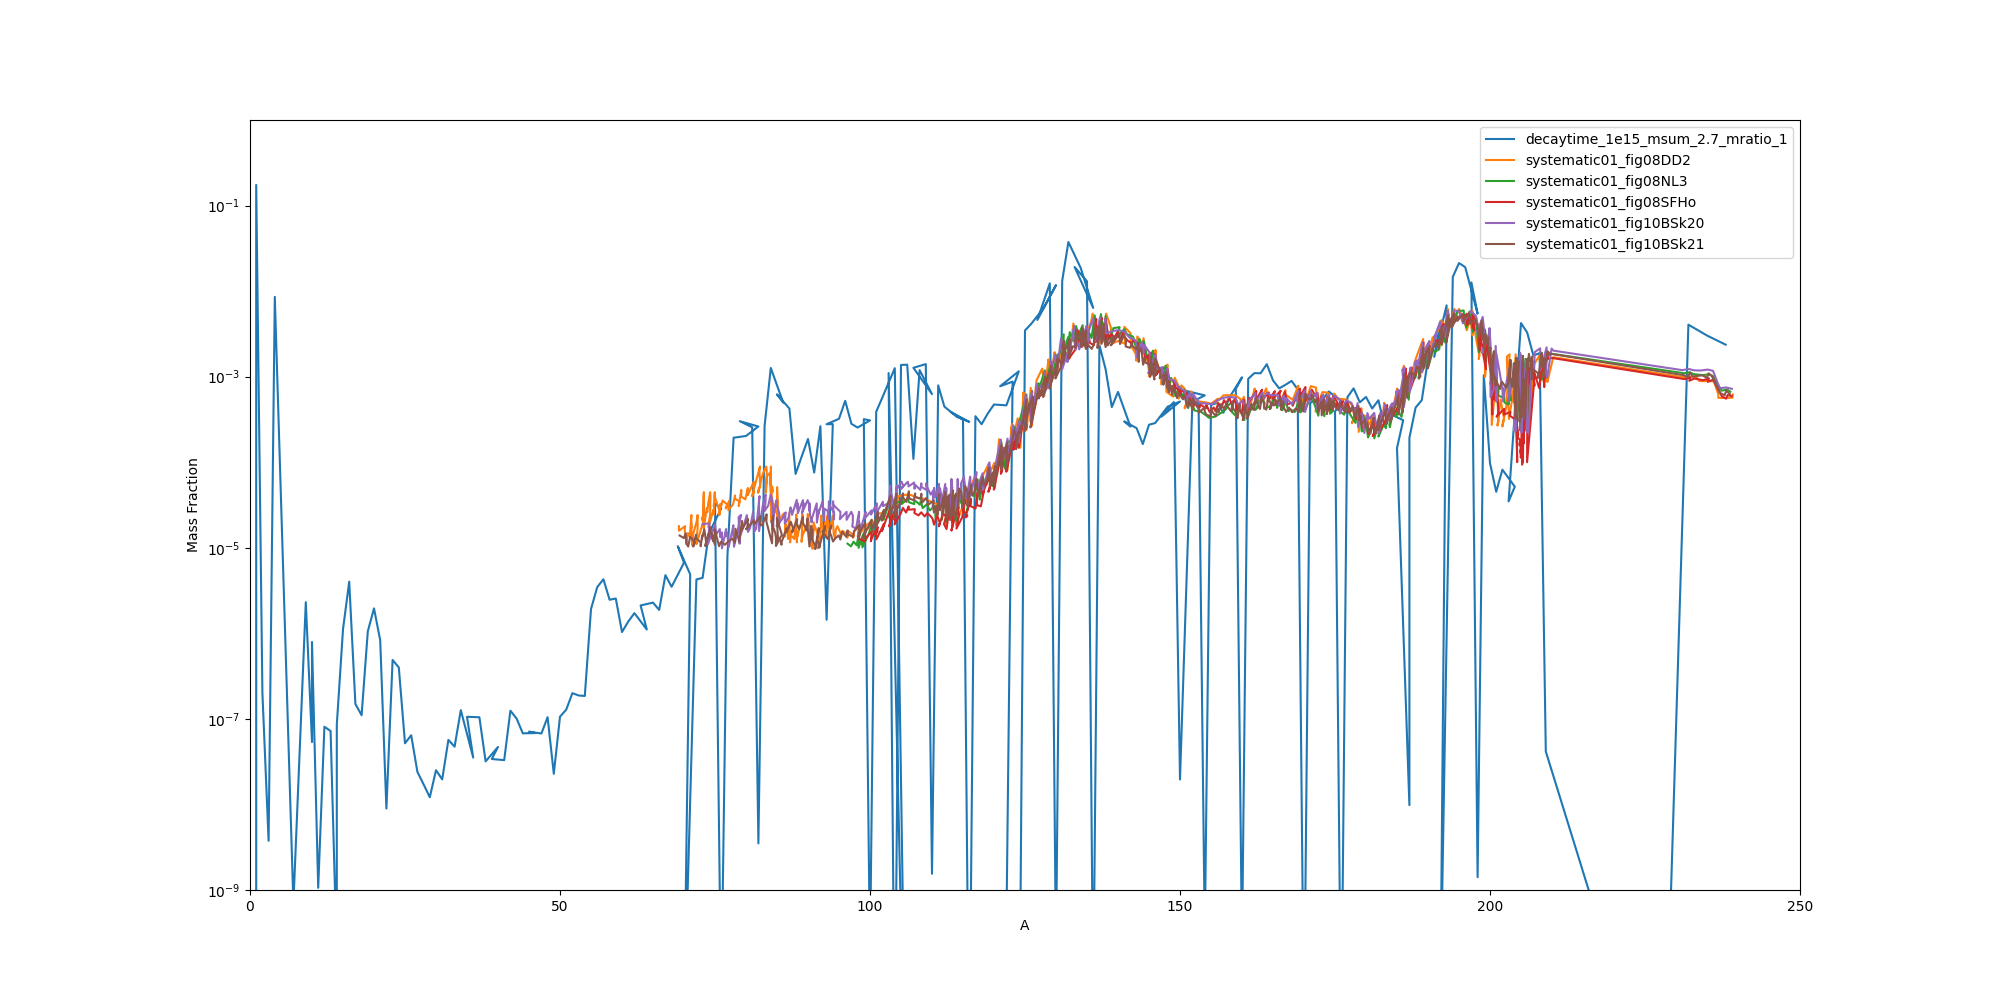 decaytime_1e15_msum_2.7_mratio_1
systematic01_fig08DD2
systematic01_fig08NL3
systematic01_fig08SFHo
systematic01_fig10BSk20
systematic01_fig10BSk21
Mass Fraction
10⁻¹
10⁻³
10⁻⁵
10⁻⁷
10⁻⁹
0 50 100 150 200 250
A